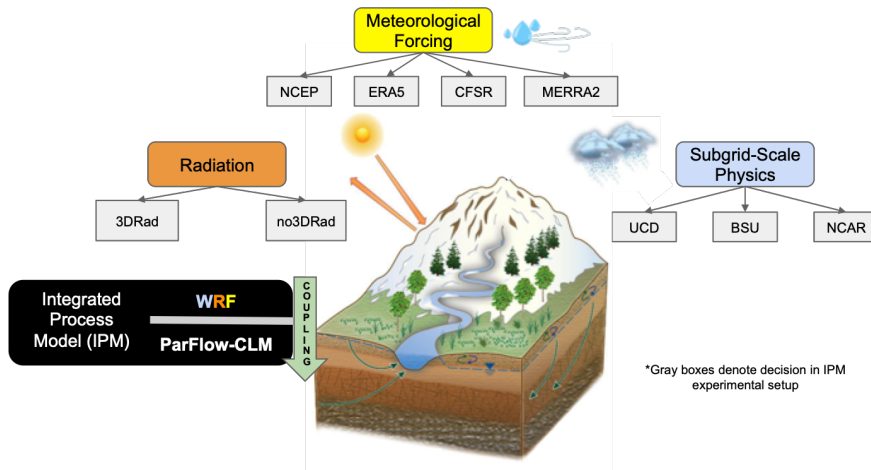 Meteorological
Forcing
NCEP
ERA5
CFSR
MERRA2
Radiation
3DRad
no3DRad
Subgrid-Scale
Physics
UCD
BSU
NCAR
Integrated
Process
Model (IPM)
WRF
ParFlow-CLM
COUPLING
*Gray boxes denote decision in IPM
experimental setup